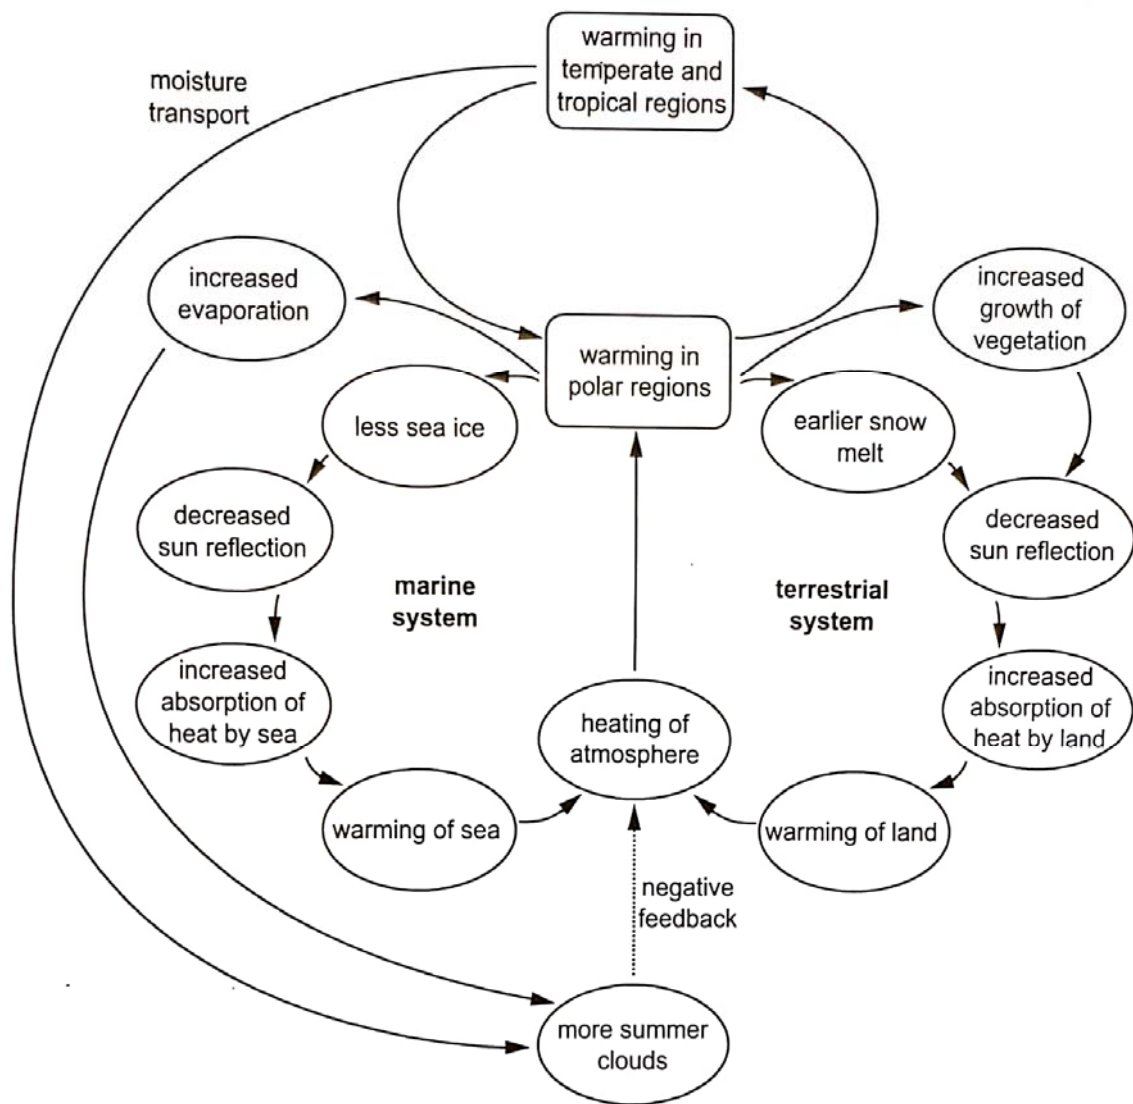 warming in
temperate and
tropical regions
moisture
transport
increased
evaporation
increased
growth of
vegetation
warming in
polar regions
less sea ice
earlier snow
melt
decreased
sun reflection
decreased
sun reflection
marine
system
terrestrial
system
increased
absorption of
heat by sea
heating of
atmosphere
increased
absorption of
heat by land
warming of sea
warming of land
negative
feedback
more summer
clouds